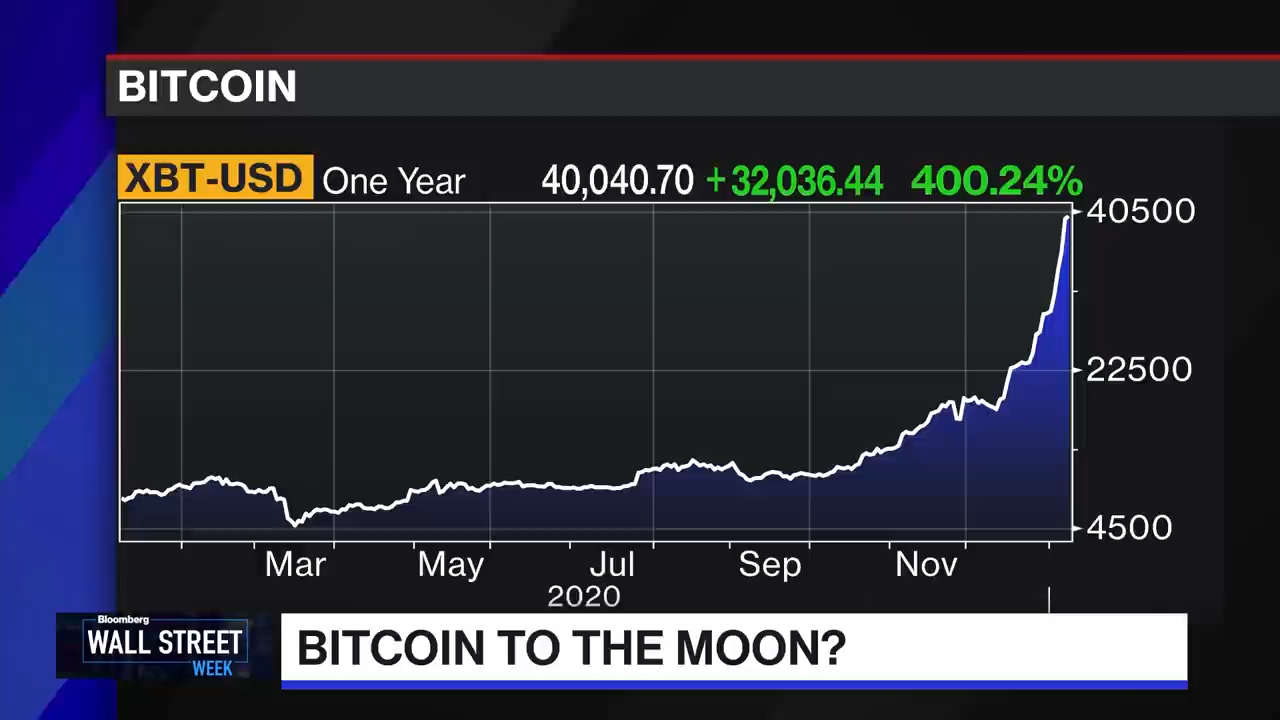 BITCOIN
XBT-USD One Year 40,040.70 +32,036.44 400.24%
40500
22500
4500
Mar May Jul Sep Nov
2020
Bloomberg
WALL STREET
WEEK
BITCOIN TO THE MOON?